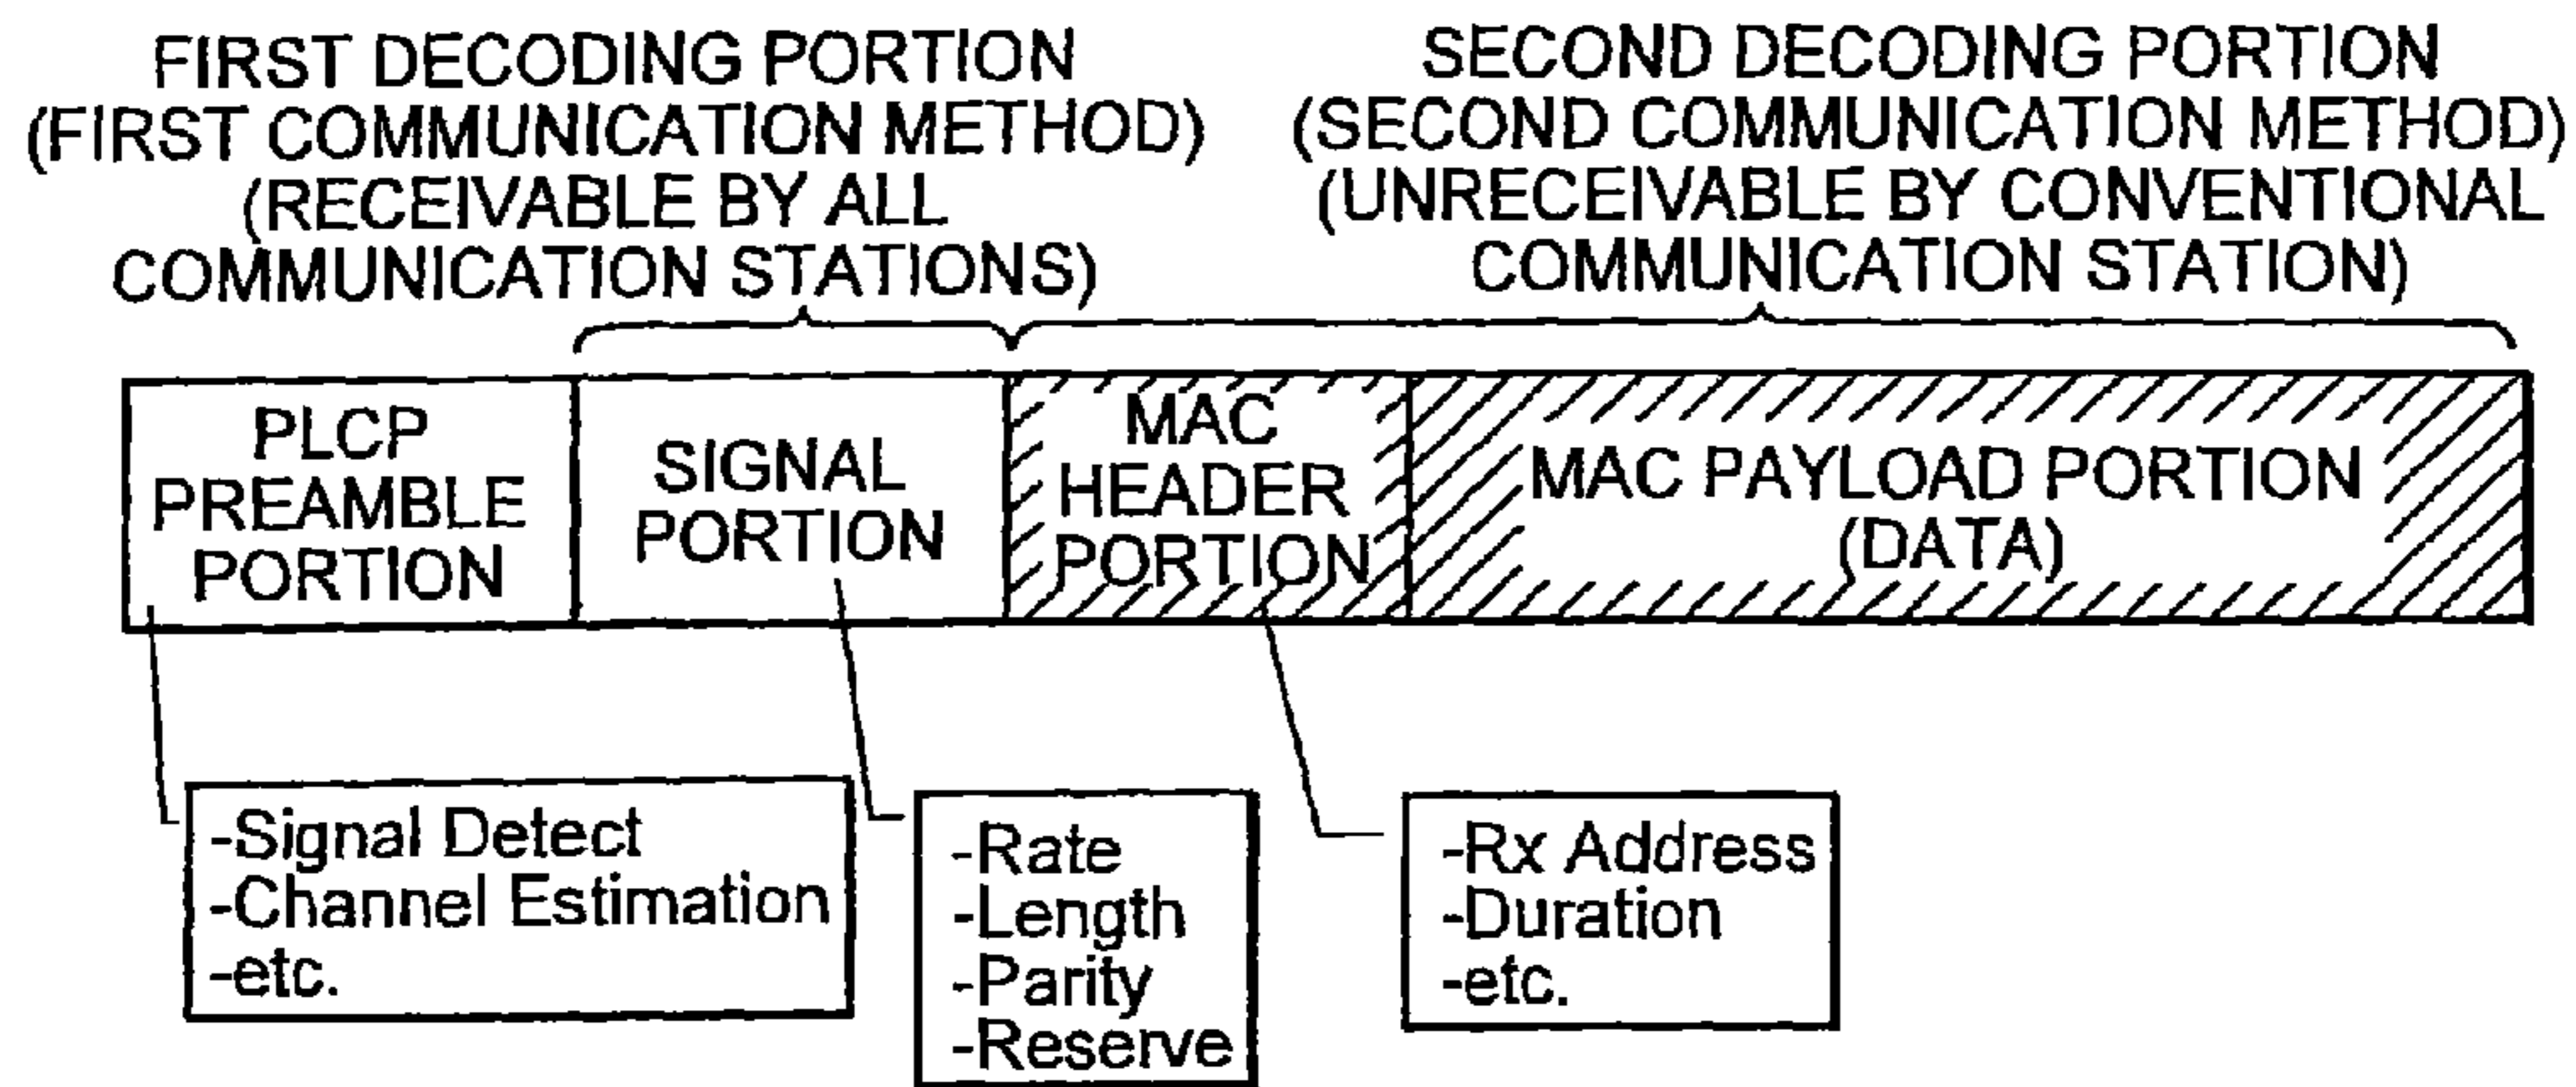 FIRST DECODING PORTION
(FIRST COMMUNICATION METHOD)
(RECEIVABLE BY ALL
COMMUNICATION STATIONS)
SECOND DECODING PORTION
(SECOND COMMUNICATION METHOD)
(UNRECEIVABLE BY CONVENTIONAL
COMMUNICATION STATION)
PLCP
PREAMBLE
PORTION
SIGNAL
PORTION
MAC
HEADER
PORTION
MAC PAYLOAD PORTION
(DATA)
-Signal Detect
-Channel Estimation
-etc.
-Rate
-Length
-Parity
-Reserve
-Rx Address
-Duration
-etc.